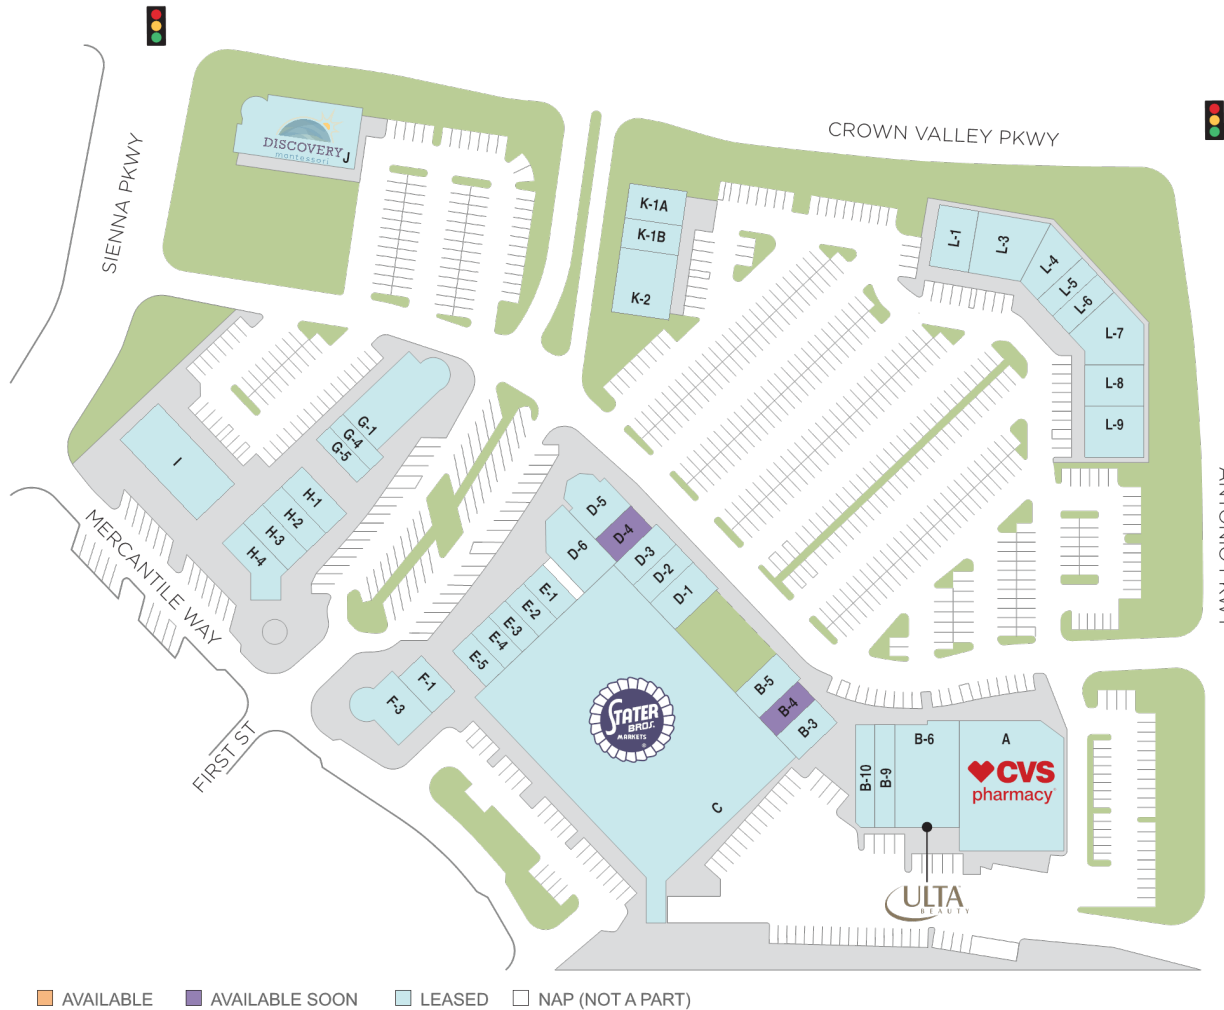 CROWN VALLEY PKWY
SIENNA PKWY
DISCOVERY
montessori
J
K-1A
K-1B
K-2
L-1
L-3
L-4
L-5
L-6
L-7
L-8
L-9
G-1
G-4
G-5
I
H-1
H-2
H-3
H-4
MERCANTILE WAY
FIRST ST
D-5
D-4
D-6
D-3
D-2
D-1
E-1
E-2
E-3
E-4
E-5
F-1
F-3
STATER
BROS.
MARKETS
C
B-5
B-4
B-3
B-10
B-9
B-6
A
CVS
pharmacy
ULTA
BEAUTY
AVAILABLE
AVAILABLE SOON
LEASED
NAP (NOT A PART)